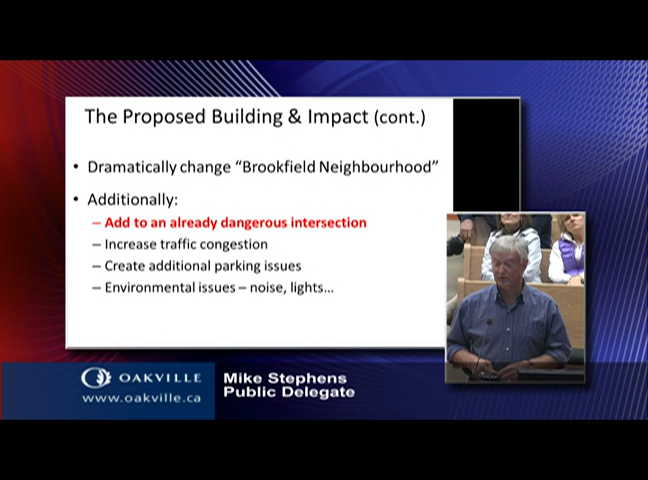 The Proposed Building & Impact (cont.)
• Dramatically change “Brookfield Neighbourhood”
• Additionally:
– Add to an already dangerous intersection
– Increase traffic congestion
– Create additional parking issues
– Environmental issues – noise, lights…
OAKVILLE
www.oakville.ca
Mike Stephens
Public Delegate